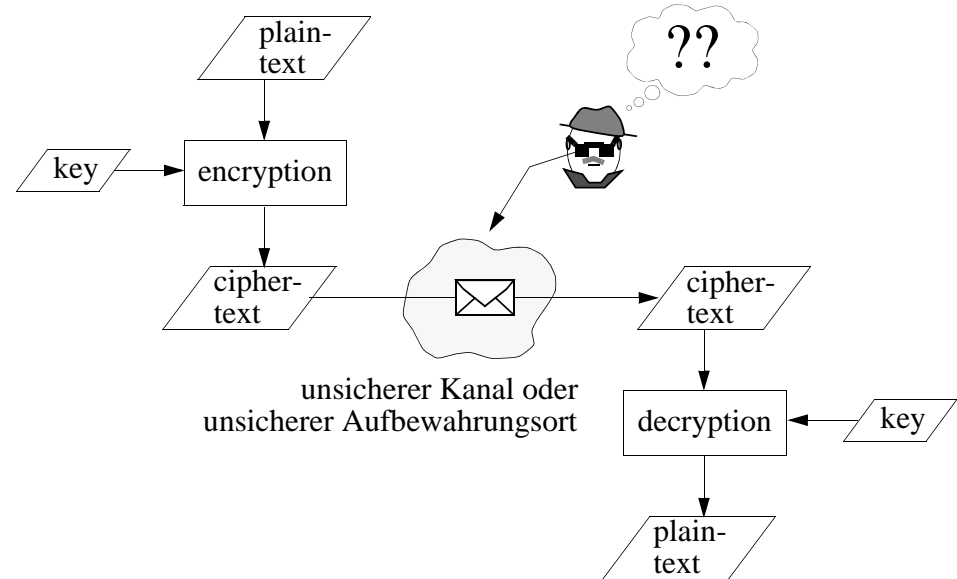 plain-
text
??
key
encryption
cipher-
text
cipher-
text
unsicherer Kanal oder
unsicherer Aufbewahrungsort
decryption
key
plain-
text